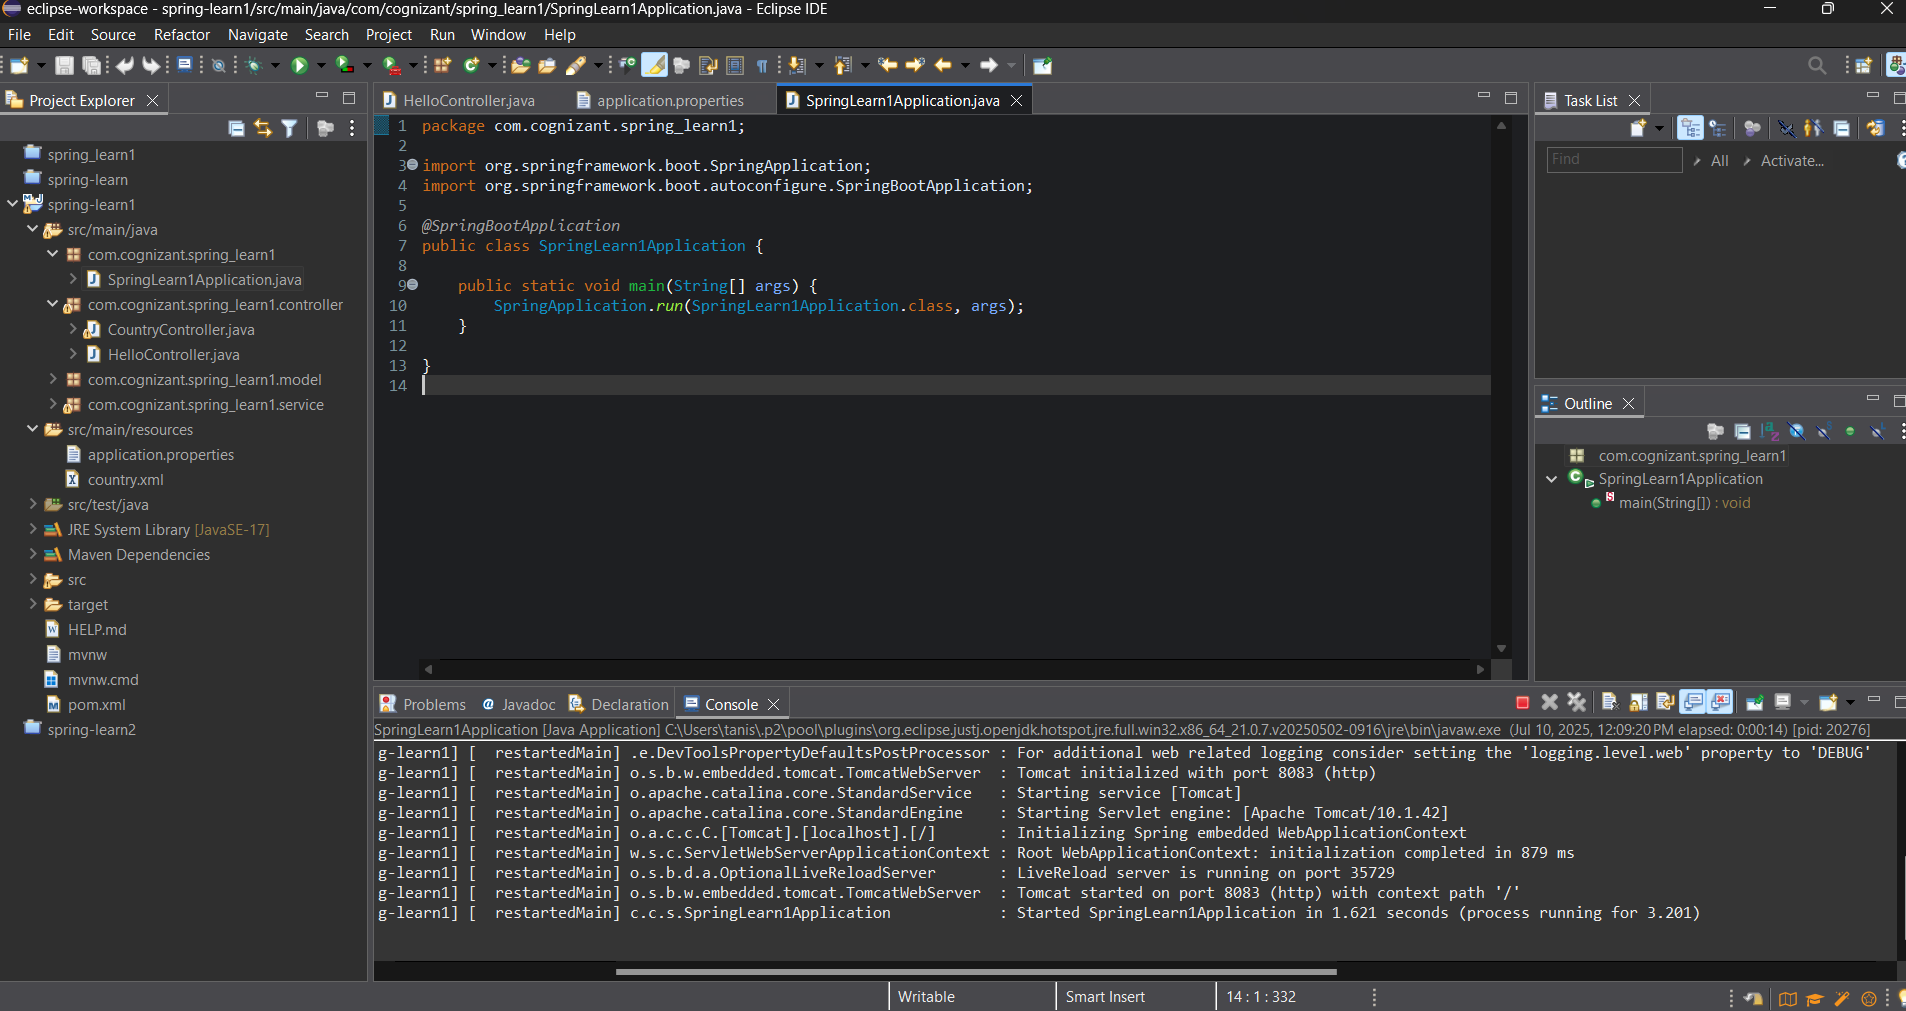 eclipse-workspace - spring-learn1/src/main/java/com/cognizant/spring_learn1/SpringLearn1Application.java - Eclipse IDE
File Edit Source Refactor Navigate Search Project Run Window Help
Project Explorer
spring_learn1
spring-learn
spring-learn1
src/main/java
com.cognizant.spring_learn1
SpringLearn1Application.java
com.cognizant.spring_learn1.controller
CountryController.java
HelloController.java
com.cognizant.spring_learn1.model
com.cognizant.spring_learn1.service
src/main/resources
application.properties
country.xml
src/test/java
JRE System Library [JavaSE-17]
Maven Dependencies
src
target
HELP.md
mvnw
mvnw.cmd
pom.xml
spring-learn2
HelloController.java application.properties SpringLearn1Application.java
1 package com.cognizant.spring_learn1;
2
3 import org.springframework.boot.SpringApplication;
4 import org.springframework.boot.autoconfigure.SpringBootApplication;
5
6 @SpringBootApplication
7 public class SpringLearn1Application {
8
9 public static void main(String[] args) {
10 SpringApplication.run(SpringLearn1Application.class, args);
11 }
12
13 }
14
Task List
Find All Activate...
Outline
com.cognizant.spring_learn1
SpringLearn1Application
main(String[]) : void
Problems Javadoc Declaration Console
SpringLearn1Application [Java Application] C:\Users\tanis\.p2\pool\plugins\org.eclipse.justj.openjdk.hotspot.jre.full.win32.x86_64_21.0.7.v20250502-0916\jre\bin\javaw.exe (Jul 10, 2025, 12:09:20 PM elapsed: 0:00:14) [pid: 20276]
g-learn1] [ restartedMain] .e.DevToolsPropertyDefaultsPostProcessor : For additional web related logging consider setting the 'logging.level.web' property to 'DEBUG'
g-learn1] [ restartedMain] o.s.b.w.embedded.tomcat.TomcatWebServer : Tomcat initialized with port 8083 (http)
g-learn1] [ restartedMain] o.apache.catalina.core.StandardService : Starting service [Tomcat]
g-learn1] [ restartedMain] o.apache.catalina.core.StandardEngine : Starting Servlet engine: [Apache Tomcat/10.1.42]
g-learn1] [ restartedMain] o.a.c.c.C.[Tomcat].[localhost].[/] : Initializing Spring embedded WebApplicationContext
g-learn1] [ restartedMain] w.s.c.ServletWebServerApplicationContext : Root WebApplicationContext: initialization completed in 879 ms
g-learn1] [ restartedMain] o.s.b.d.a.OptionalLiveReloadServer : LiveReload server is running on port 35729
g-learn1] [ restartedMain] o.s.b.w.embedded.tomcat.TomcatWebServer : Tomcat started on port 8083 (http) with context path '/'
g-learn1] [ restartedMain] c.c.s.SpringLearn1Application : Started SpringLearn1Application in 1.621 seconds (process running for 3.201)
Writable Smart Insert 14 : 1 : 332